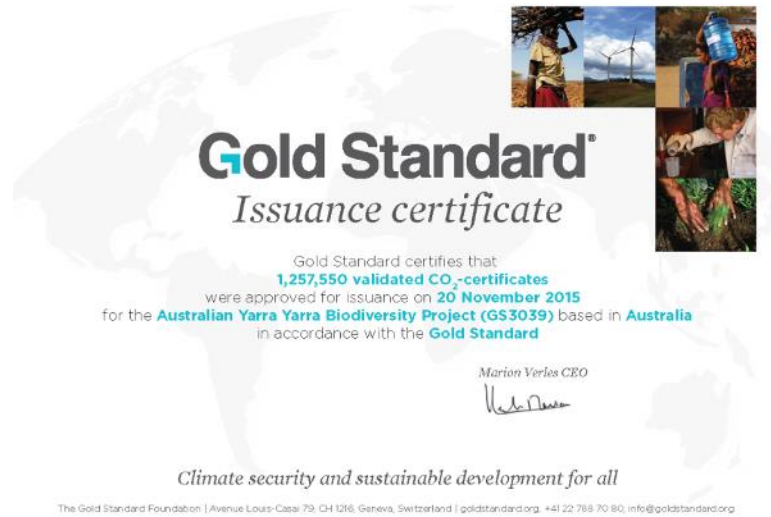 Gold Standard®
Issuance certificate
Gold Standard certifies that
1,257,550 validated CO₂-certificates
were approved for issuance on 20 November 2015
for the Australian Yarra Yarra Biodiversity Project (GS3039) based in Australia
in accordance with the Gold Standard
Marion Verles CEO
Climate security and sustainable development for all
The Gold Standard Foundation | Avenue Louis-Casai 79, CH 1216, Geneva, Switzerland | goldstandard.org, +41 22 788 70 80, info@goldstandard.org